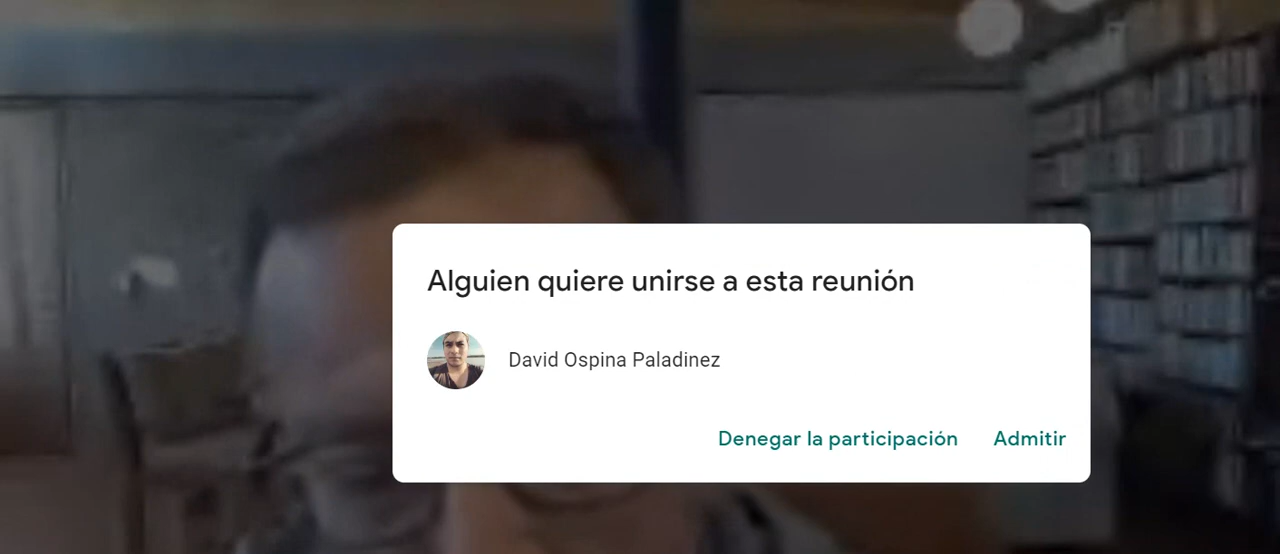 Alguien quiere unirse a esta reunión
David Ospina Paladinez
Denegar la participación Admitir